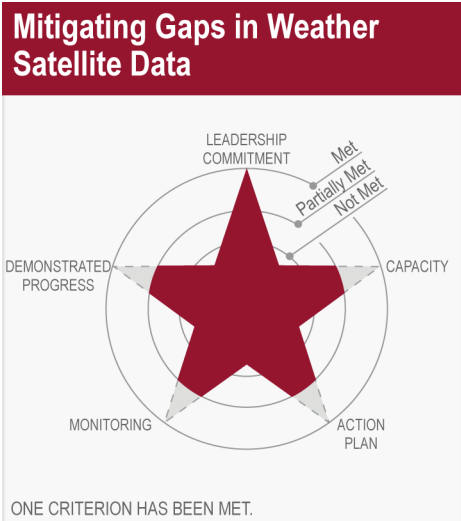 Mitigating Gaps in Weather
Satellite Data
LEADERSHIP
COMMITMENT
Met
Partially Met
Not Met
DEMONSTRATED
PROGRESS
CAPACITY
MONITORING
ACTION
PLAN
ONE CRITERION HAS BEEN MET.